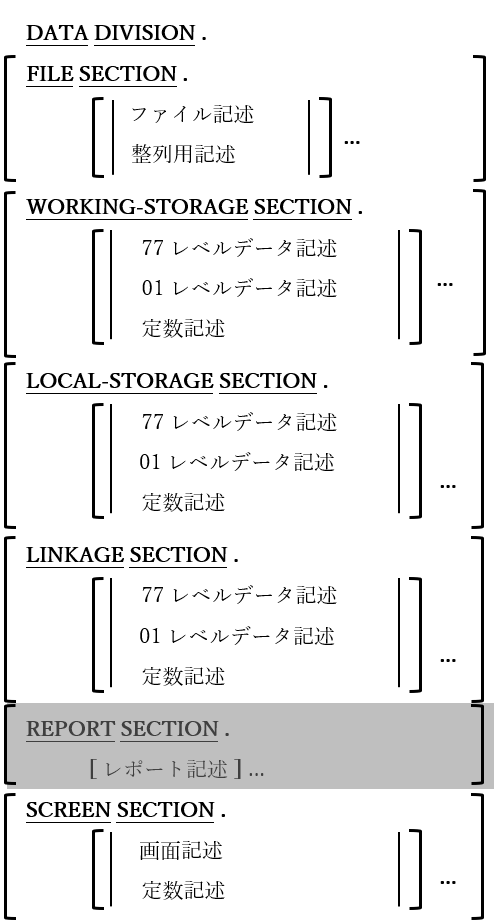 DATA DIVISION .
FILE SECTION .
ファイル記述
整列用記述
...
WORKING-STORAGE SECTION .
77 レベルデータ記述
01 レベルデータ記述
...
定数記述
LOCAL-STORAGE SECTION .
77 レベルデータ記述
01 レベルデータ記述
...
定数記述
LINKAGE SECTION .
77 レベルデータ記述
01 レベルデータ記述
...
定数記述
REPORT SECTION .
[ レポート記述 ] ...
SCREEN SECTION .
画面記述
定数記述
...